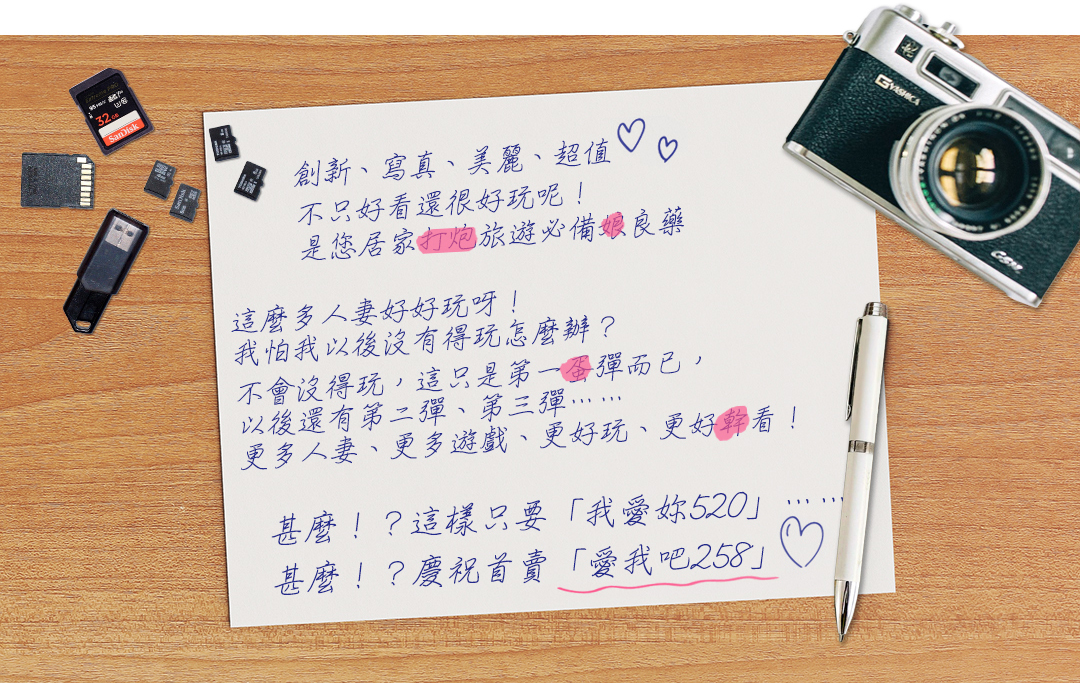 創新、寫真、美麗、超值
不只好看還很好玩呢！
是您居家打炮旅遊必備娘良藥
這麼多人妻好好玩呀！
我怕我以後沒有得玩怎麼辦？
不會沒得玩，這只是第一蛋彈而已，
以後還有第二彈、第三彈……
更多人妻、更多遊戲、更好玩、更好幹看！
甚麼！？這樣只要「我愛妳520」……
甚麼！？慶祝首賣「愛我吧258」
32GB
SanDisk
YASHICA
GSN